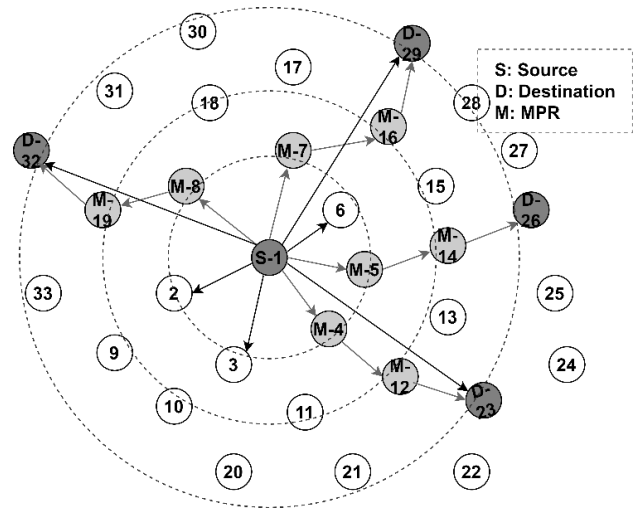 30
D-
29
17
S: Source
D: Destination
M: MPR
31
18
28
M-
16
27
D-
32
M-7
M-8
15
M-
19
6
D-
26
M-
14
S-1
M-5
33
2
25
13
M-4
9
3
24
M-
12
10
11
D-
23
20
21
22